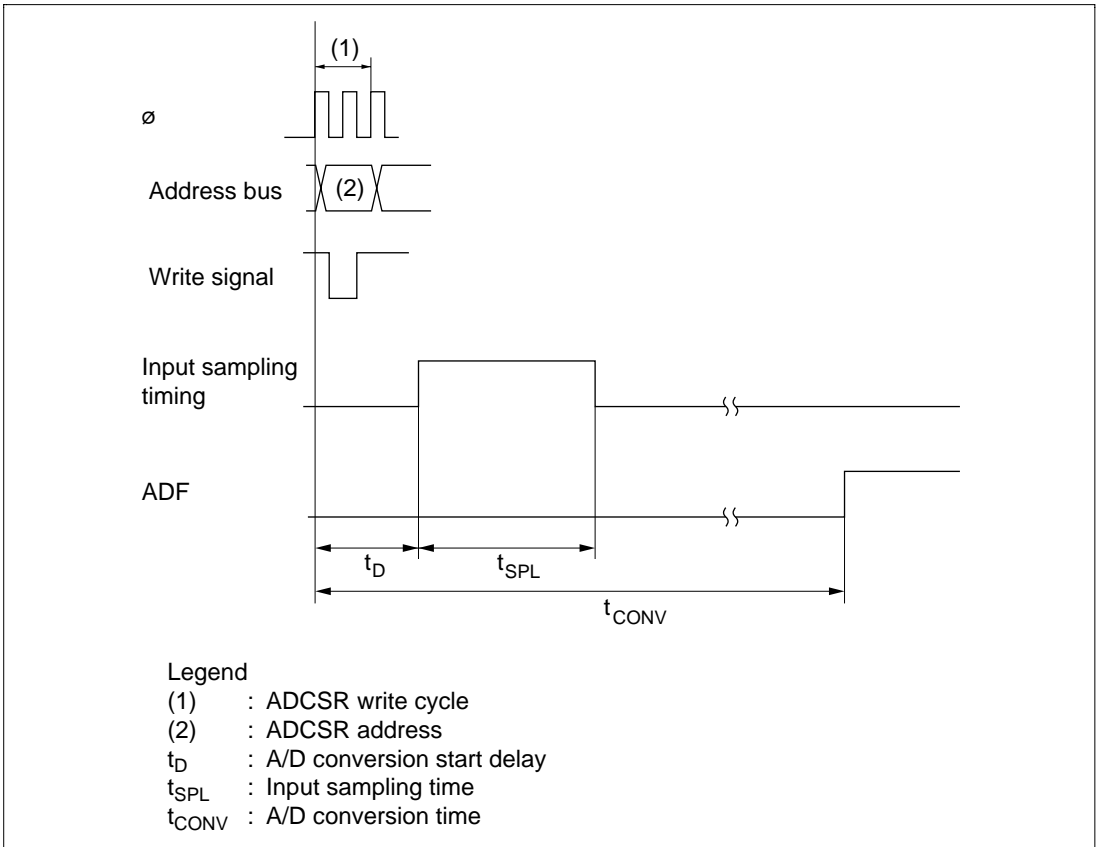 (1)
ø
Address bus
(2)
Write signal
Input sampling
timing
ADF
tD
tSPL
tCONV
Legend
(1) : ADCSR write cycle
(2) : ADCSR address
tD : A/D conversion start delay
tSPL : Input sampling time
tCONV : A/D conversion time